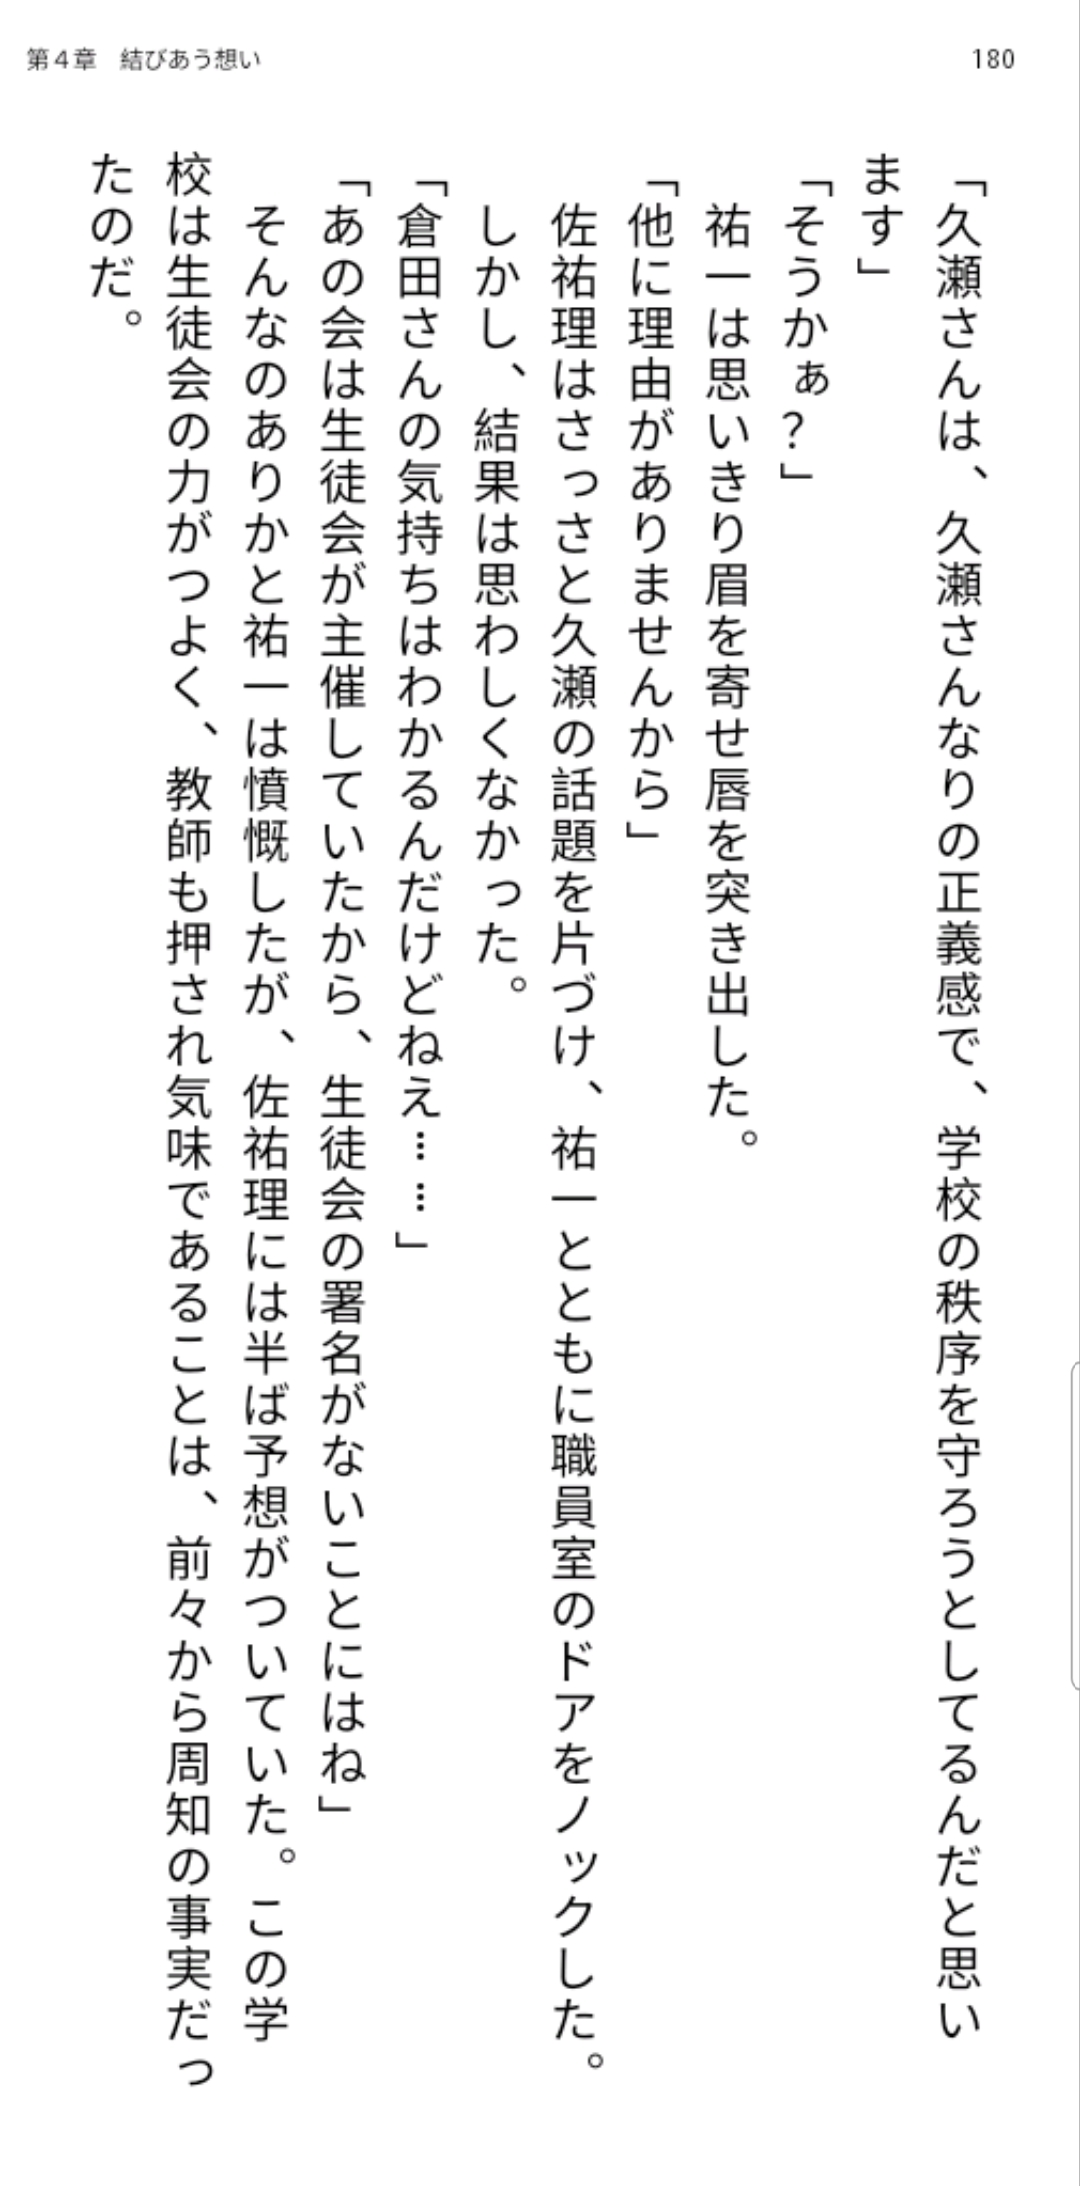 第４章　結びあう想い
180
「久瀬さんは、久瀬さんなりの正義感で、学校の秩序を守ろうとしてるんだと思い
ます」
「そうかぁ？」
　祐一は思いきり眉を寄せ唇を突き出した。
「他に理由がありませんから」
　佐祐理はさっさと久瀬の話題を片づけ、祐一とともに職員室のドアをノックした。
　しかし、結果は思わしくなかった。
「倉田さんの気持ちはわかるんだけどねえ……」
「あの会は生徒会が主催していたから、生徒会の署名がないことにはね」
　そんなのありかと祐一は憤慨したが、佐祐理には半ば予想がついていた。この学
校は生徒会の力がつよく、教師も押され気味であることは、前々から周知の事実だっ
たのだ。